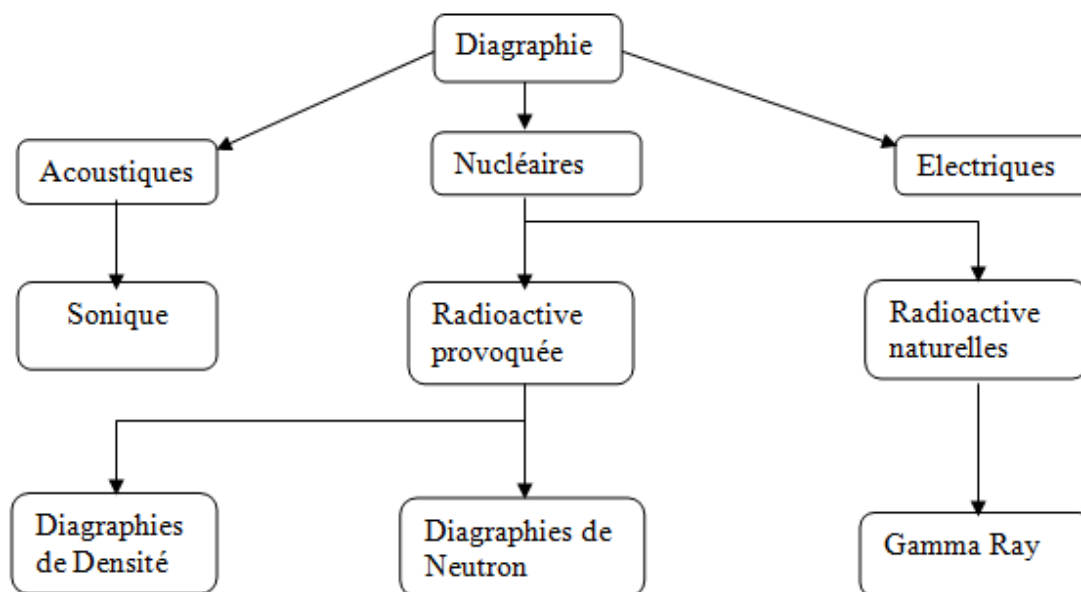 Diagraphie
Acoustiques
Nucléaires
Electriques
Sonique
Radioactive
provoquée
Radioactive
naturelles
Diagraphies
de Densité
Diagraphies de
Neutron
Gamma Ray